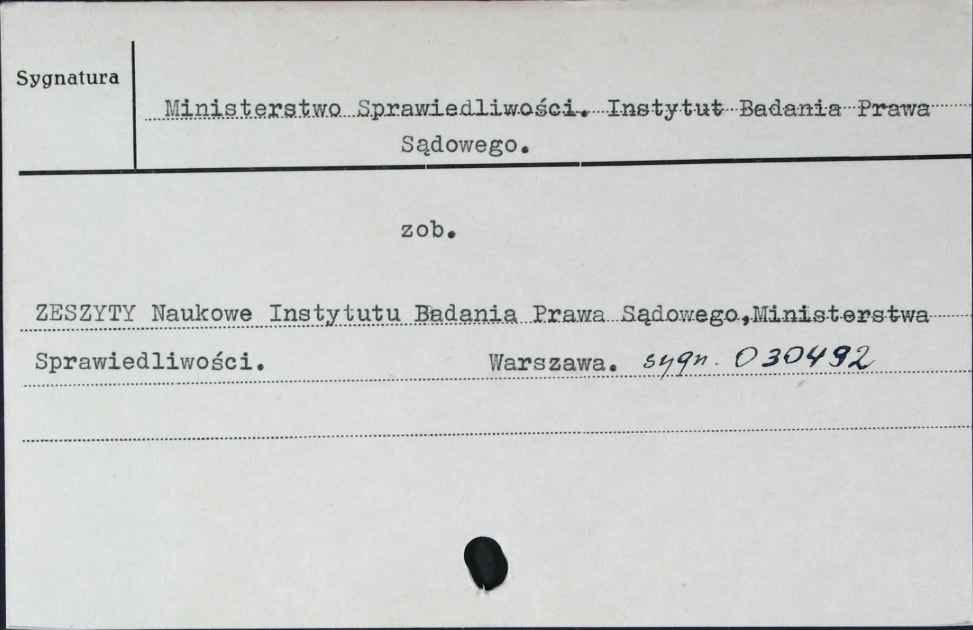 Sygnatura
Ministerstwo Sprawiedliwości. Instytut Badania Prawa
Sądowego.
zob.
ZESZYTY Naukowe Instytutu Badania Prawa Sądowego,Ministerstwa
Sprawiedliwości. Warszawa. sygn. 030492